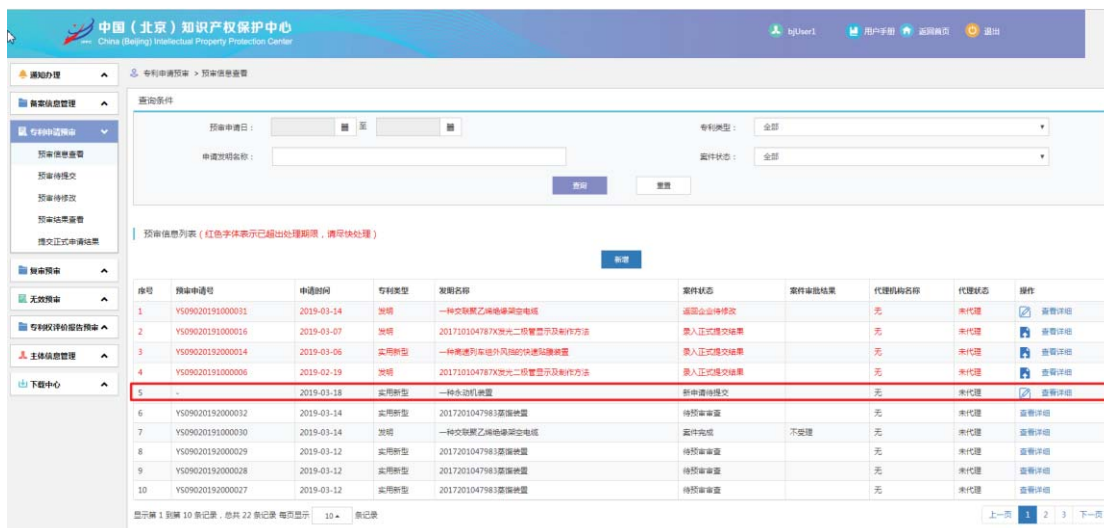 中国（北京）知识产权保护中心
China (Beijing) Intellectual Property Protection Center
bjUser1 用户手册 返回首页 退出
通知办理
备案信息管理
专利申请预审
预审信息查看
预审待提交
预审待修改
预审结果查看
提交正式申请结果
复审预审
无效预审
专利权评价报告预审
主体信息管理
下载中心
专利申请预审 > 预审信息查看
查询条件
预审申请日： 至 专利类型： 全部
申请发明名称： 案件状态： 全部
查询 重置
预审信息列表（红色字体表示已超出处理期限，请尽快处理）
新增
序号 预审申请号 申请时间 专利类型 发明名称 案件状态 案件审批结果 代理机构名称 代理状态 操作
1 YS09020191000031 2019-03-14 发明 一种交联聚乙烯绝缘架空电缆 返回企业待修改 无 未代理 查看详细
2 YS09020191000016 2019-03-07 发明 201710104787X发光二极管显示及制作方法 录入正式提交结果 无 未代理 查看详细
3 YS09020192000014 2019-03-06 实用新型 一种高速列车径外风挡的快速贴膜装置 录入正式提交结果 无 未代理 查看详细
4 YS09020191000006 2019-02-19 发明 201710104787X发光二极管显示及制作方法 录入正式提交结果 无 未代理 查看详细
5 - 2019-03-18 实用新型 一种永动机装置 新申请待提交 无 未代理 查看详细
6 YS09020192000032 2019-03-14 实用新型 2017201047983蒸馏装置 待预审审查 无 未代理 查看详细
7 YS09020191000030 2019-03-14 发明 一种交联聚乙烯绝缘架空电缆 案件完成 不受理 无 未代理 查看详细
8 YS09020192000029 2019-03-12 实用新型 2017201047983蒸馏装置 待预审审查 无 未代理 查看详细
9 YS09020192000028 2019-03-12 实用新型 2017201047983蒸馏装置 待预审审查 无 未代理 查看详细
10 YS09020192000027 2019-03-12 实用新型 2017201047983蒸馏装置 待预审审查 无 未代理 查看详细
显示第 1 到第 10 条记录，总共 22 条记录 每页显示 10 条记录
上一页 1 2 3 下一页